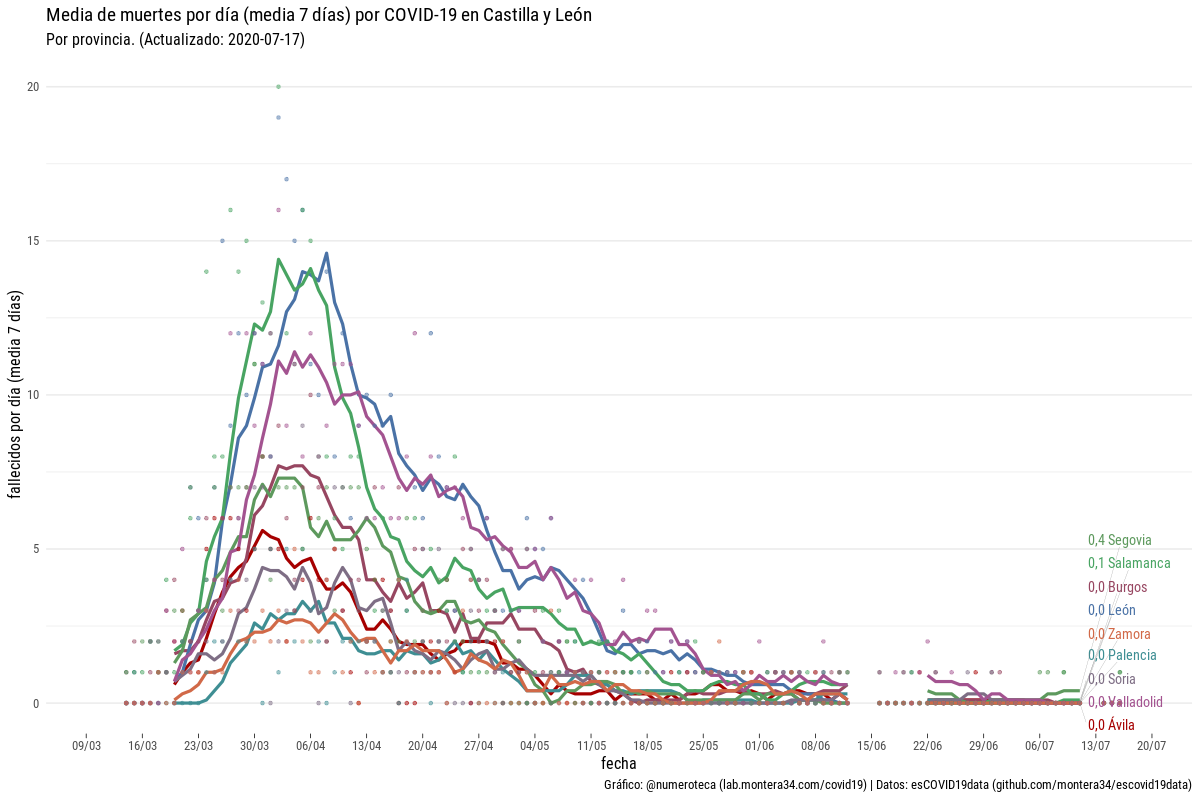 Media de muertes por día (media 7 días) por COVID-19 en Castilla y León
Por provincia. (Actualizado: 2020-07-17)
fallecidos por día (media 7 días)
20
15
10
5
0
0,4 Segovia
0,1 Salamanca
0,0 Burgos
0,0 León
0,0 Zamora
0,0 Palencia
0,0 Soria
0,0 Valladolid
0,0 Ávila
09/03 16/03 23/03 30/03 06/04 13/04 20/04 27/04 04/05 11/05 18/05 25/05 01/06 08/06 15/06 22/06 29/06 06/07 13/07 20/07
fecha
Gráfico: @numeroteca (lab.montera34.com/covid19) | Datos: esCOVID19data (github.com/montera34/escovid19data)